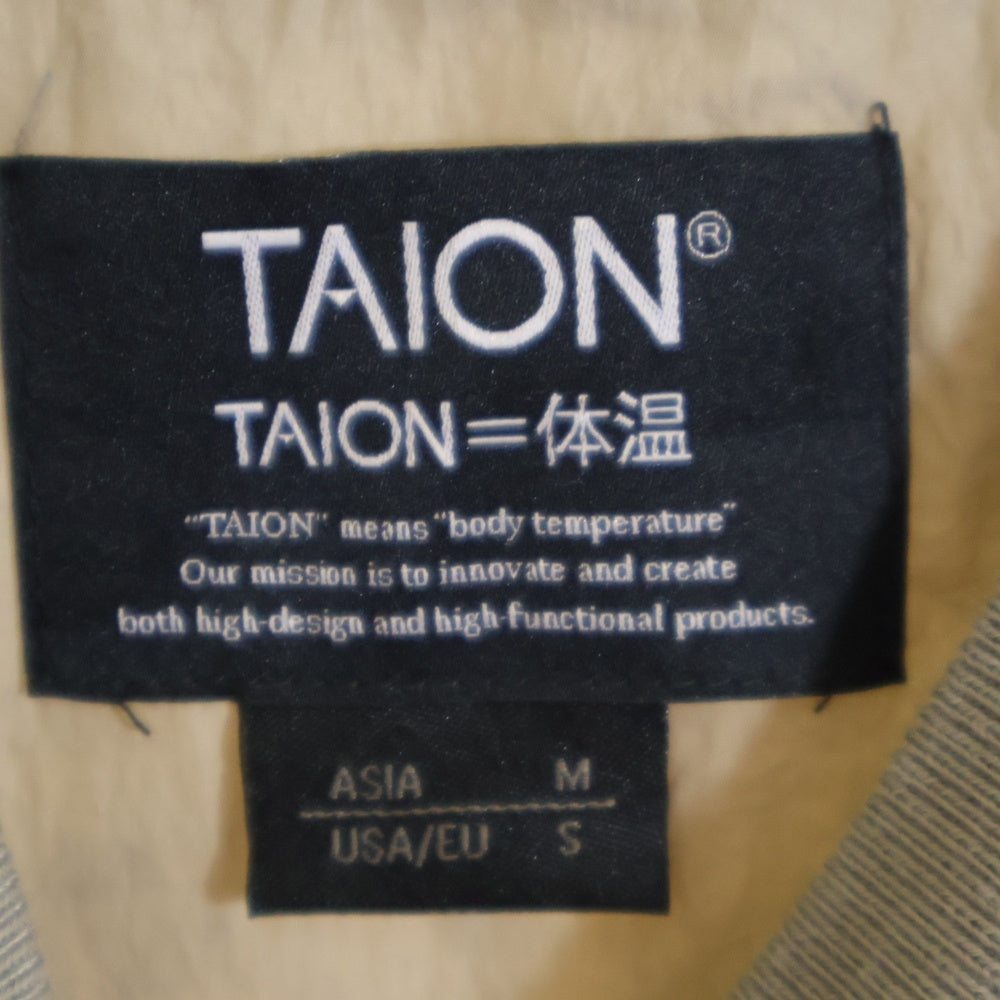 TAION®
TAION=体温
"TAION" means "body temperature"
Our mission is to innovate and create
both high-design and high-functional products.
ASIA M
USA/EU S